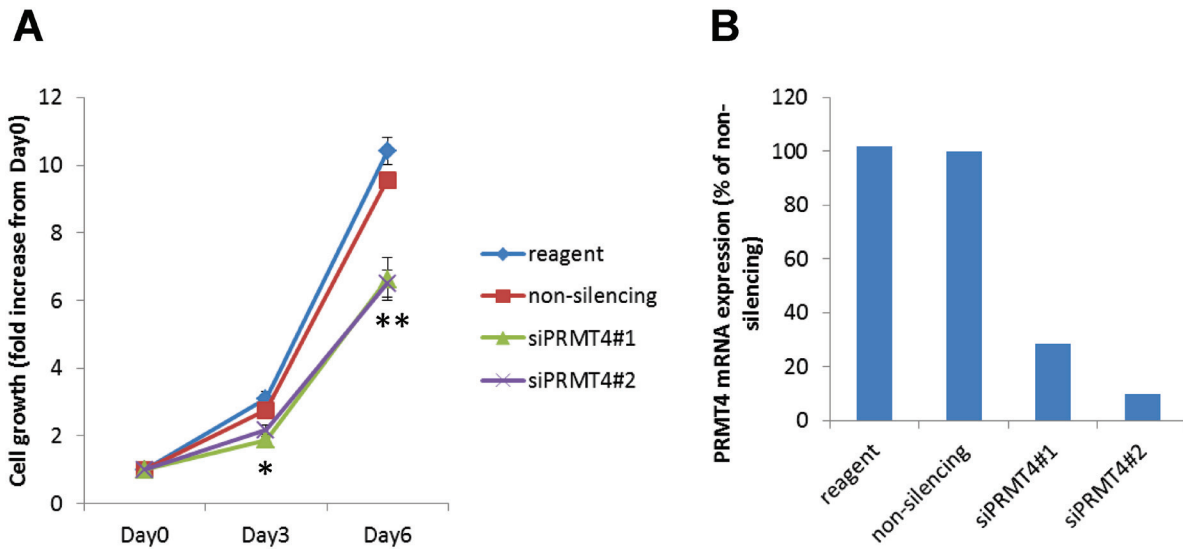 A
Cell growth (fold increase from Day0)
12
10
8
6
4
2
0
Day0
Day3
Day6
*
**
reagent
non-silencing
siPRMT4#1
siPRMT4#2
B
PRMT4 mRNA expression (% of non-
silencing)
120
100
80
60
40
20
0
reagent
non-silencing
siPRMT4#1
siPRMT4#2